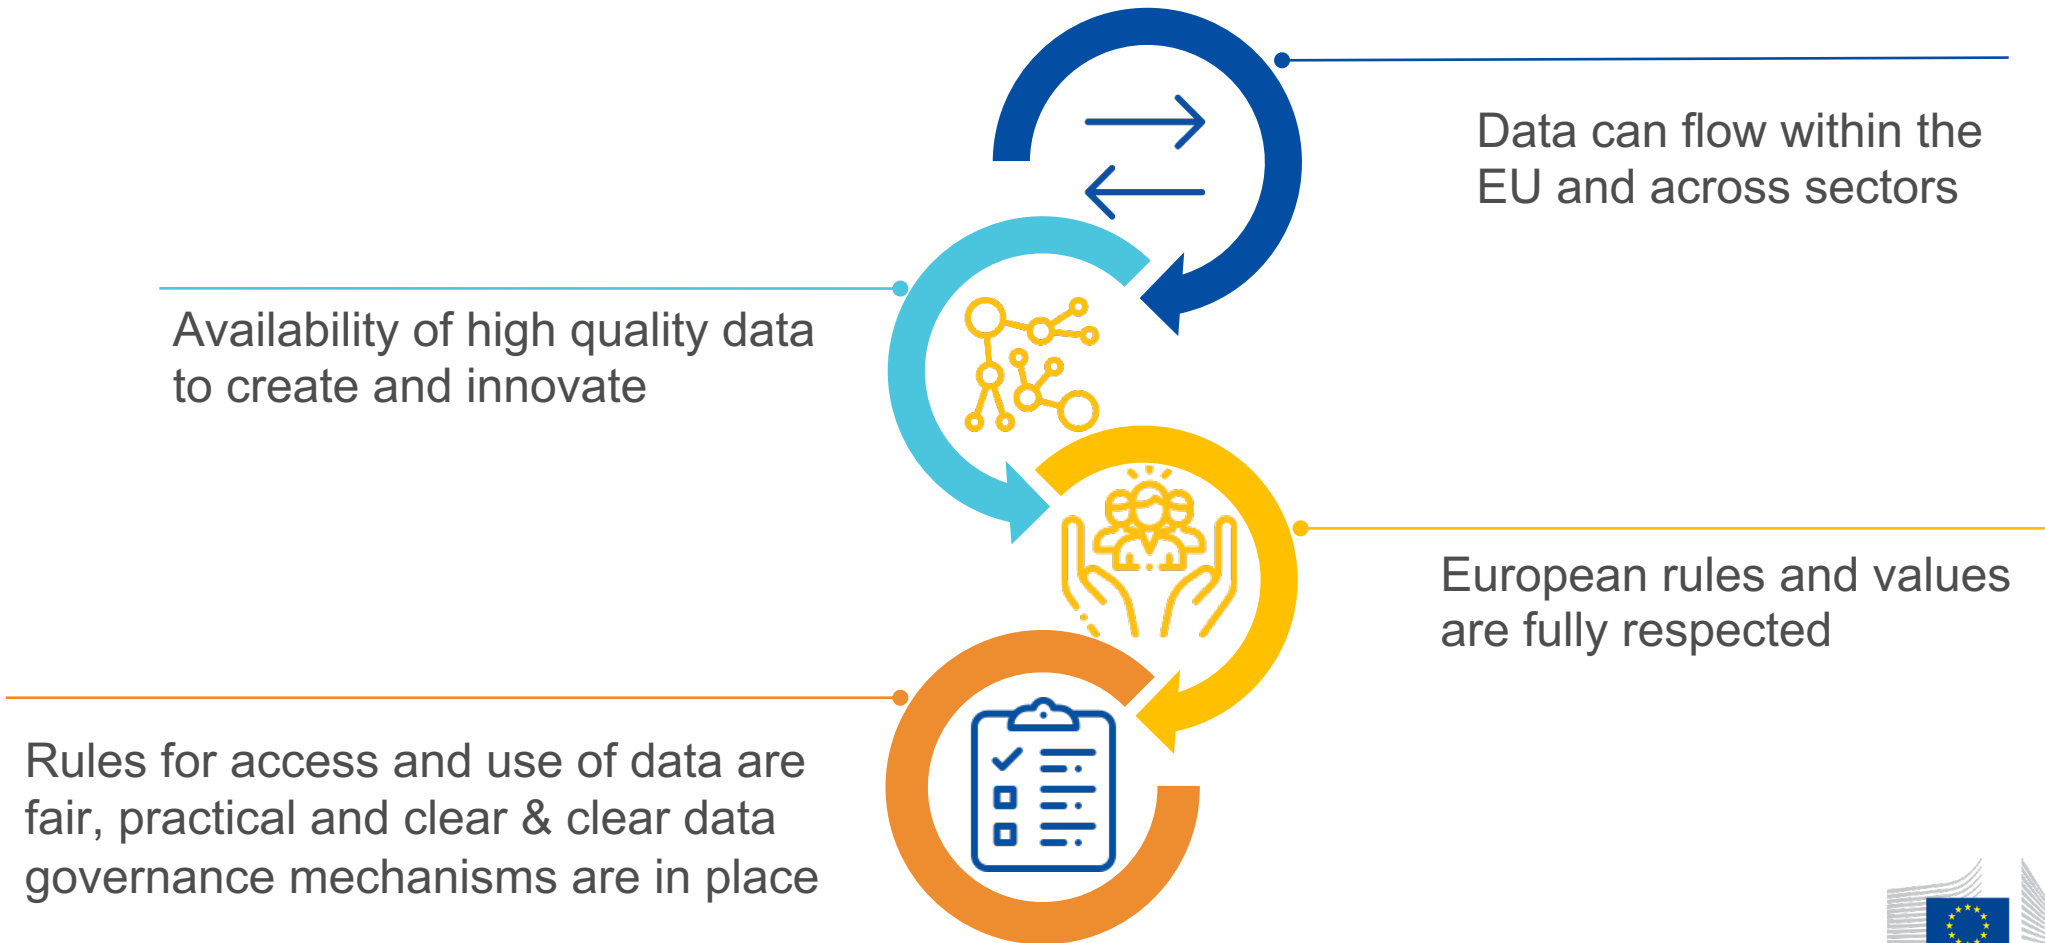 Data can flow within the
EU and across sectors
Availability of high quality data
to create and innovate
European rules and values
are fully respected
Rules for access and use of data are
fair, practical and clear & clear data
governance mechanisms are in place